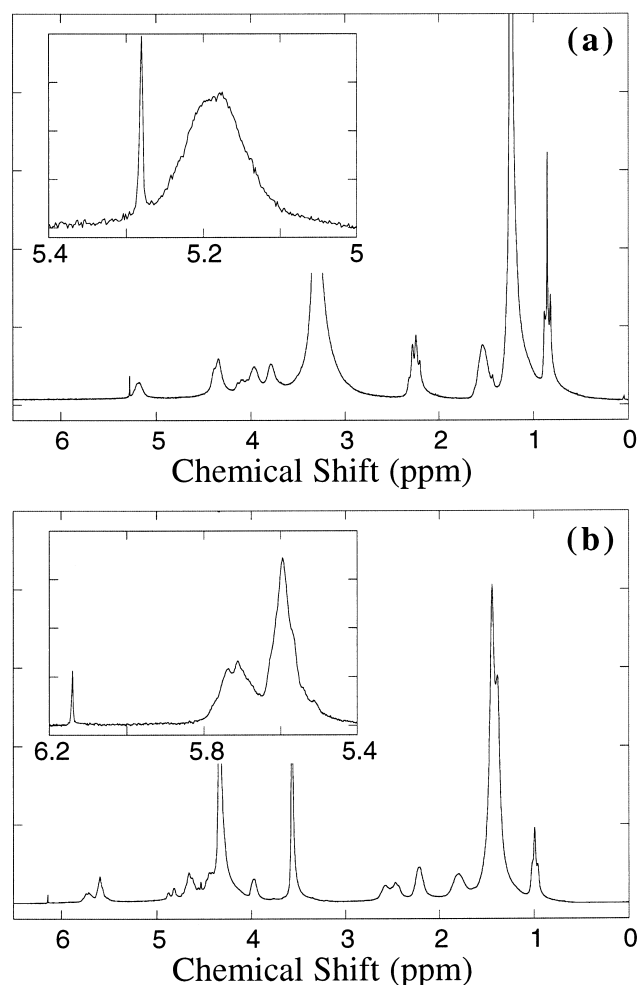 (a)
5.4 5.2 5
6 5 4 3 2 1 0
Chemical Shift (ppm)
(b)
6.2 5.8 5.4
6 5 4 3 2 1 0
Chemical Shift (ppm)